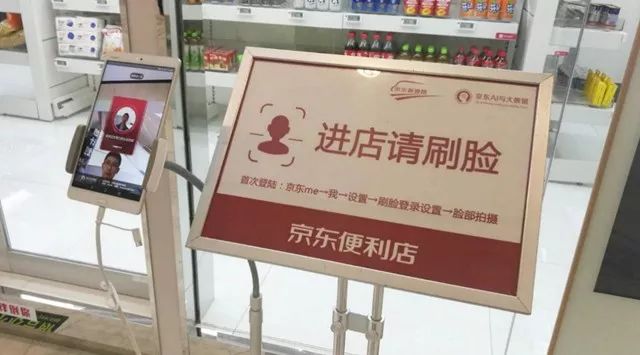 京东AI与大数据
进店请刷脸
首次登陆：京东me→我→设置→刷脸登录设置→脸部拍摄
京东便利店